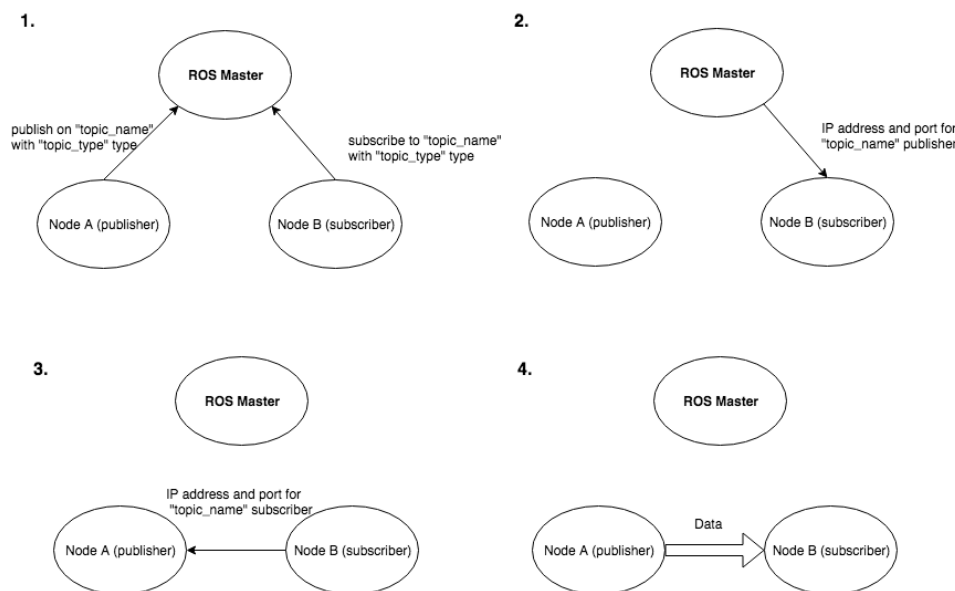 1.
ROS Master
publish on "topic_name"
with "topic_type" type
subscribe to "topic_name"
with "topic_type" type
Node A (publisher)
Node B (subscriber)
2.
ROS Master
IP address and port for
"topic_name" publisher
Node A (publisher)
Node B (subscriber)
3.
ROS Master
IP address and port for
"topic_name" subscriber
Node A (publisher)
Node B (subscriber)
4.
ROS Master
Data
Node A (publisher)
Node B (subscriber)